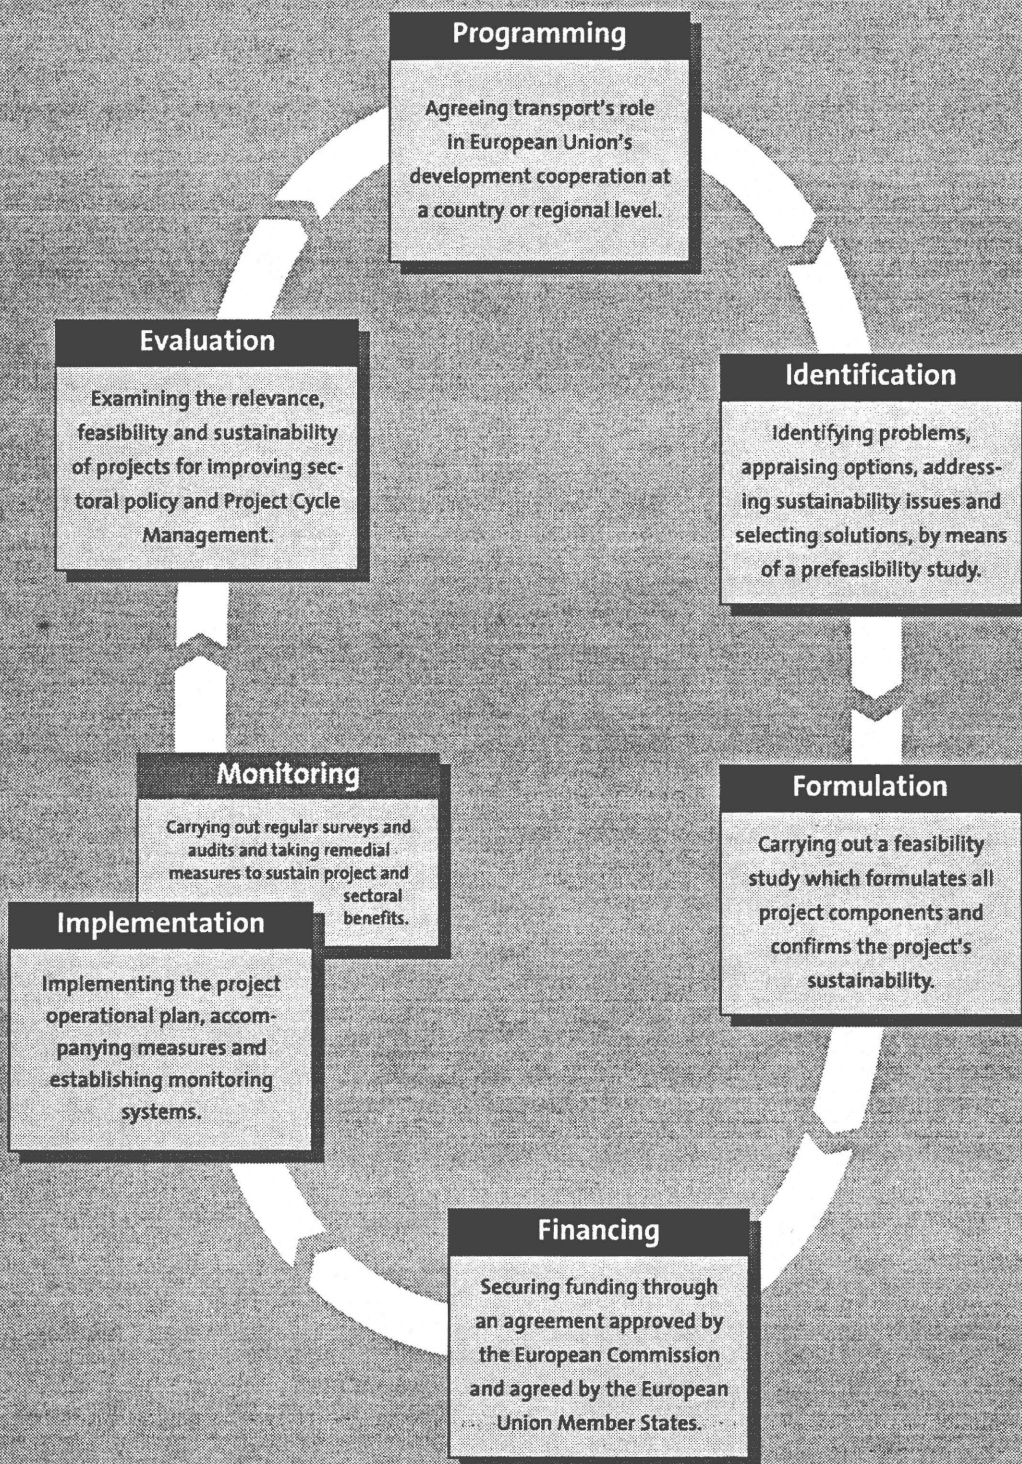 Programming
Agreeing transport's role
in European Union's
development cooperation at
a country or regional level.
Identification
Identifying problems,
appraising options, address-
ing sustainability issues and
selecting solutions, by means
of a prefeasibility study.
Formulation
Carrying out a feasibility
study which formulates all
project components and
confirms the project's
sustainability.
Financing
Securing funding through
an agreement approved by
the European Commission
and agreed by the European
Union Member States.
Implementation
Implementing the project
operational plan, accom-
panying measures and
establishing monitoring
systems.
Monitoring
Carrying out regular surveys and
audits and taking remedial
measures to sustain project and
sectoral
benefits.
Evaluation
Examining the relevance,
feasibility and sustainability
of projects for improving sec-
toral policy and Project Cycle
Management.